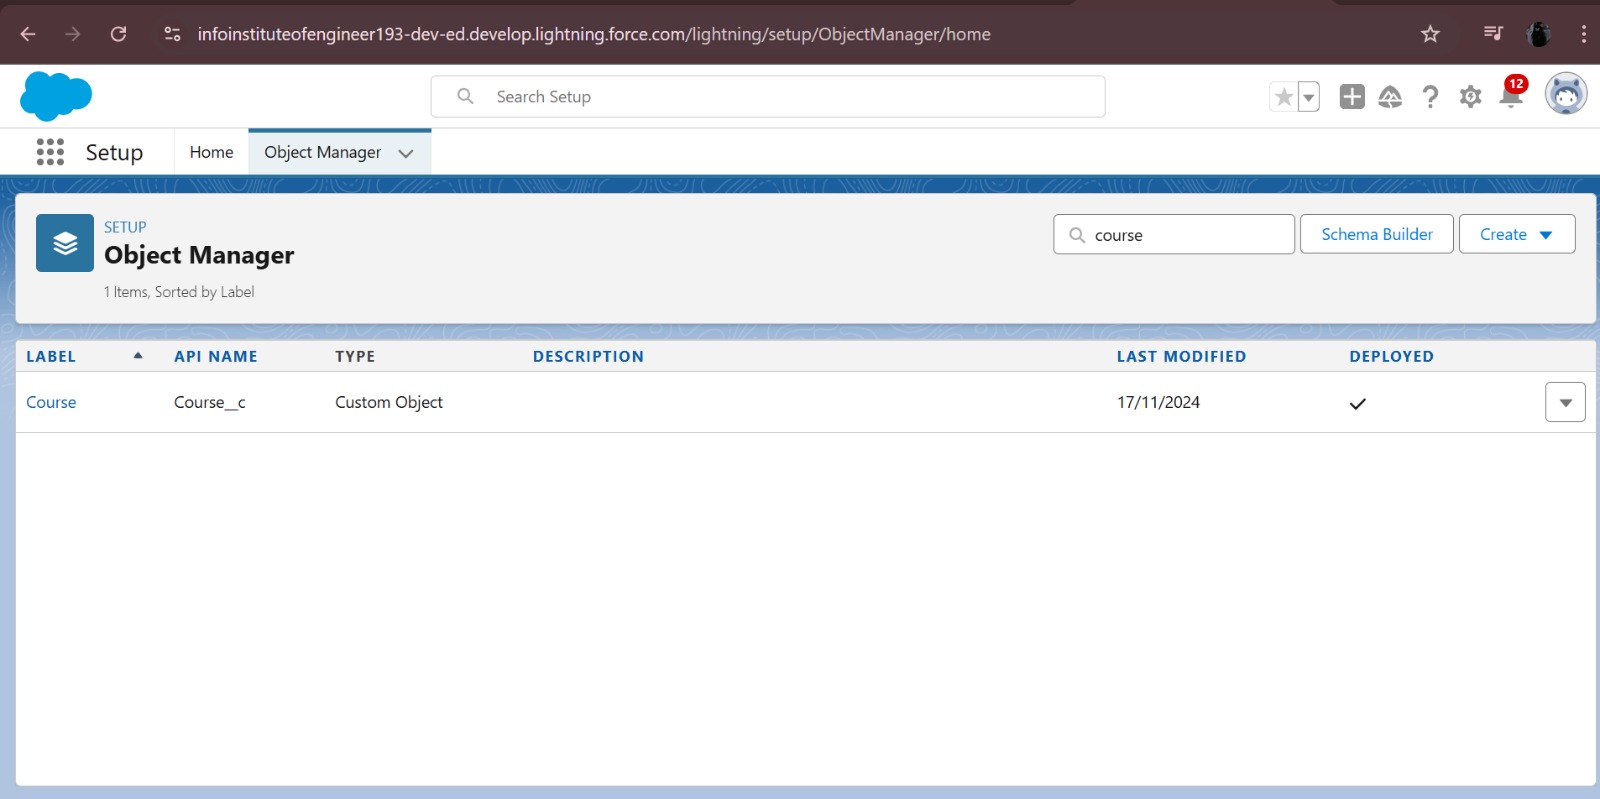 infoinstituteofengineer193-dev-ed.develop.lightning.force.com/lightning/setup/ObjectManager/home
Search Setup
12
Setup Home Object Manager
SETUP
Object Manager
1 Items, Sorted by Label
course Schema Builder Create
LABEL API NAME TYPE DESCRIPTION LAST MODIFIED DEPLOYED
Course Course__c Custom Object 17/11/2024